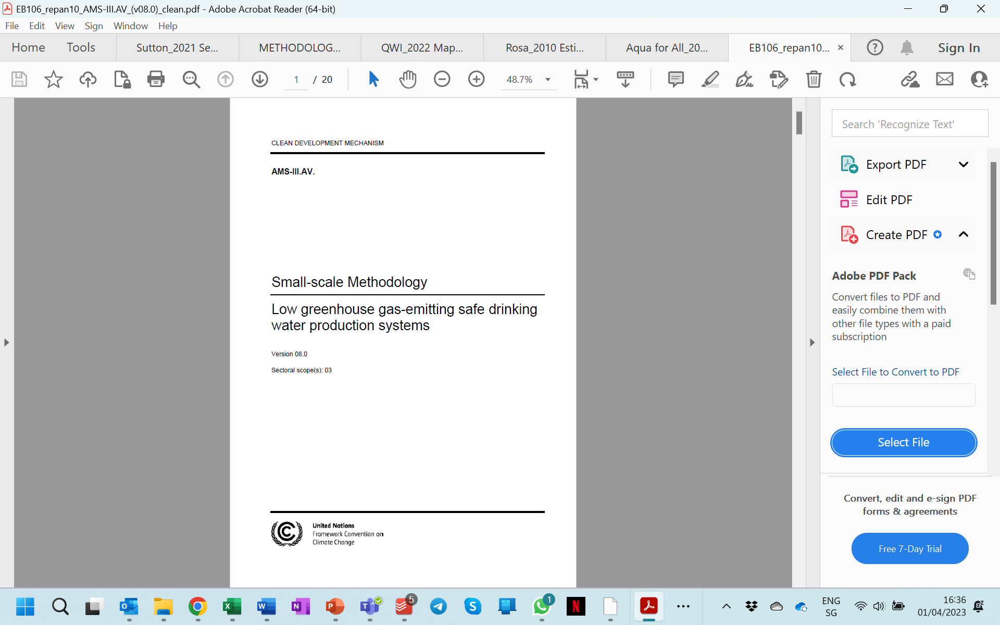 EB106_repan10_AMS-III.AV_(v08.0)_clean.pdf - Adobe Acrobat Reader (64-bit)
File Edit View Sign Window Help
Home Tools Sutton_2021 Se... METHODOLOG... QWI_2022 Map... Rosa_2010 Esti... Aqua for All_20... EB106_repan10... Sign In
1 / 20 48.7%
CLEAN DEVELOPMENT MECHANISM
AMS-III.AV.
Small-scale Methodology
Low greenhouse gas-emitting safe drinking
water production systems
Version 08.0
Sectoral scope(s): 03
United Nations
Framework Convention on
Climate Change
Search 'Recognize Text'
Export PDF
Edit PDF
Create PDF
Adobe PDF Pack
Convert files to PDF and
easily combine them with
other file types with a paid
subscription
Select File to Convert to PDF
Select File
Convert, edit and e-sign PDF
forms & agreements
Free 7-Day Trial
5
1
ENG
SG
16:36
01/04/2023